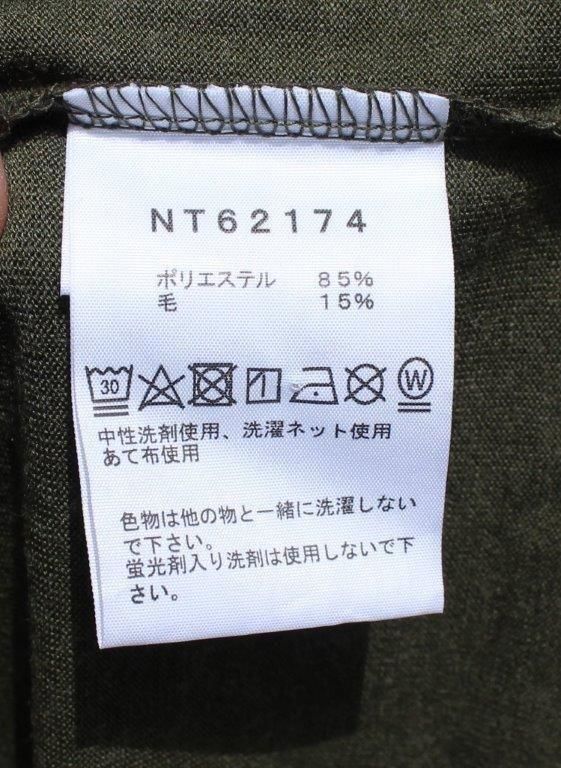 NT62174
ポリエステル 85%
毛 15%
30 W
中性洗剤使用、洗濯ネット使用
あて布使用
色物は他の物と一緒に洗濯しない
で下さい。
蛍光剤入り洗剤は使用しないで下
さい。